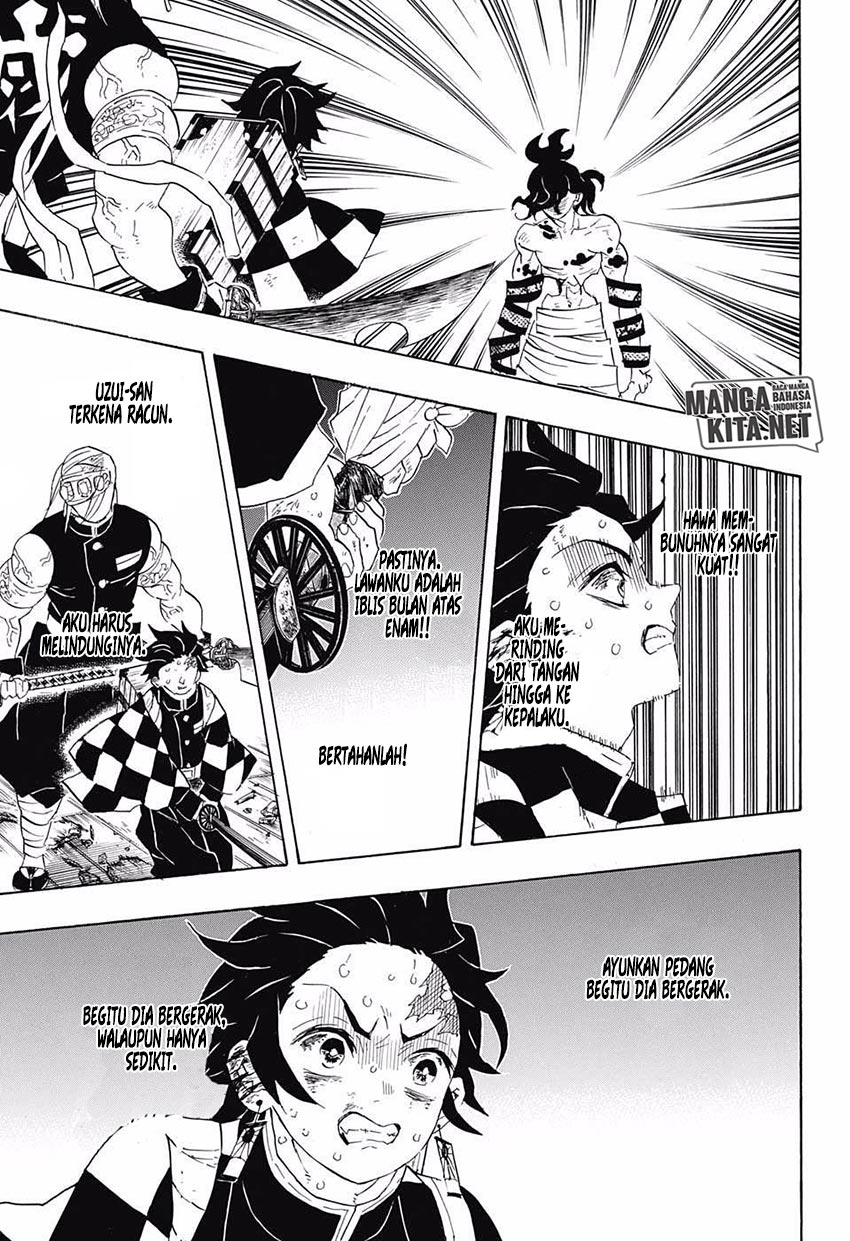 BACA MANGA
MANGA BAHASA
INDONESIA
KITA.NET
HAWA MEM-
BUNUHNYA SANGAT
KUAT!!
AKU ME-
RINDING
DARI TANGAN
HINGGA KE
KEPALAKU.
PASTINYA.
LAWANKU ADALAH
IBLIS BULAN ATAS
ENAM!!
BERTAHANLAH!
UZUI-SAN
TERKENA RACUN.
AKU HARUS
MELINDUNGINYA.
AYUNKAN PEDANG
BEGITU DIA BERGERAK.
BEGITU DIA BERGERAK,
WALAUPUN HANYA
SEDIKIT.